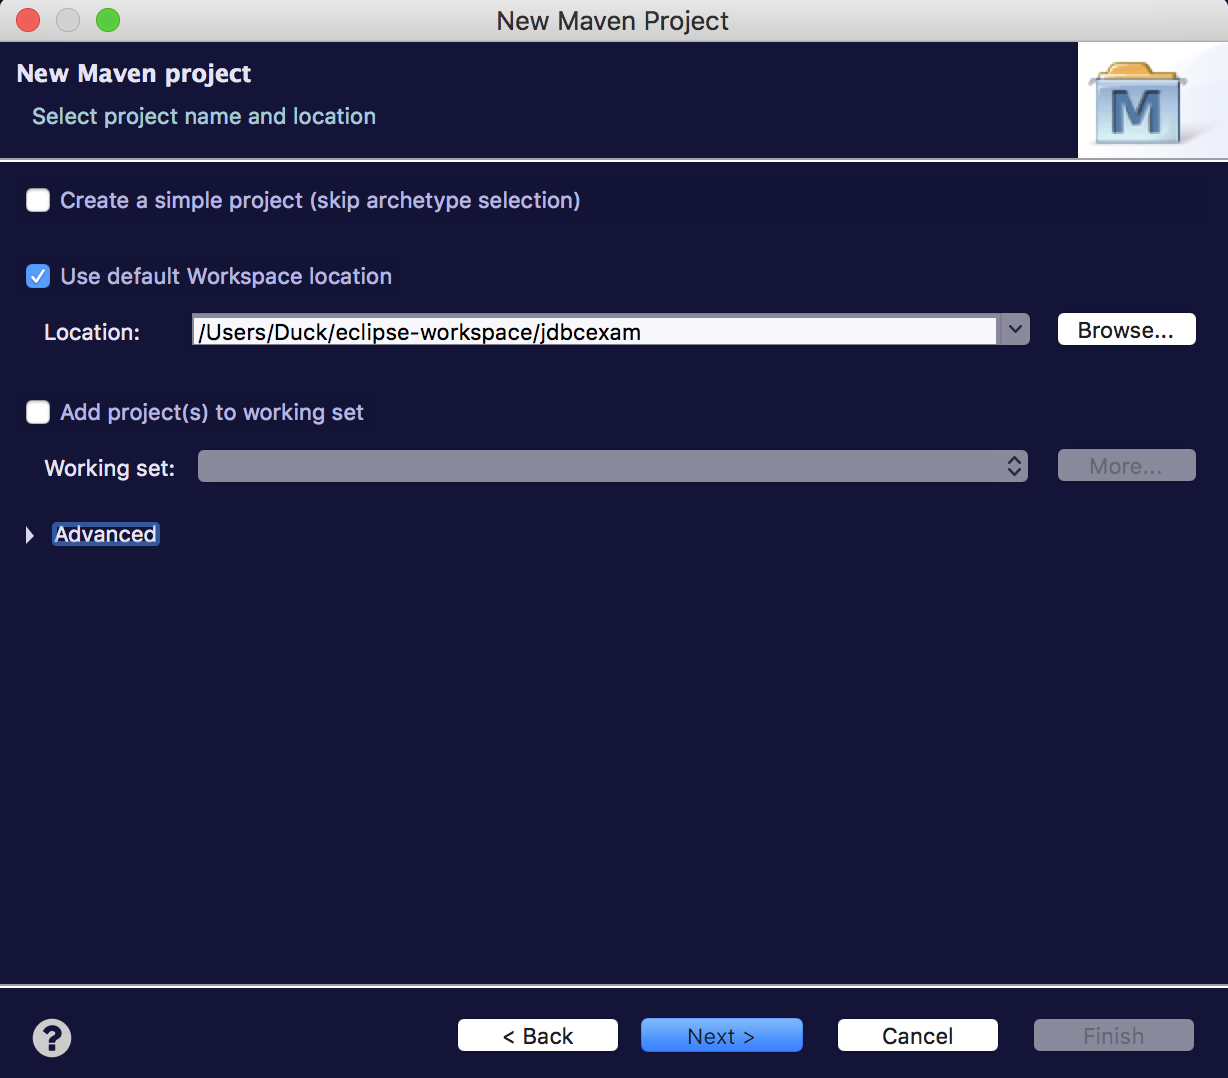 New Maven Project
New Maven project
Select project name and location
M
Create a simple project (skip archetype selection)
Use default Workspace location
Location: /Users/Duck/eclipse-workspace/jdbcexam Browse...
Add project(s) to working set
Working set: More...
Advanced
? < Back Next > Cancel Finish